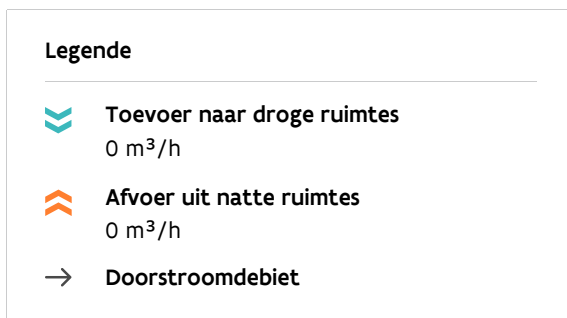 Legende
Toevoer naar droge ruimtes
0 m³/h
Afvoer uit natte ruimtes
0 m³/h
Doorstroomdebiet